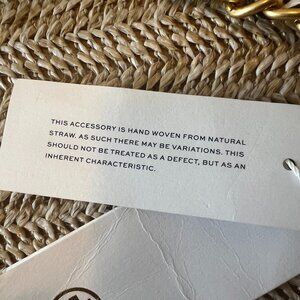 THIS ACCESSORY IS HAND WOVEN FROM NATURAL
STRAW. AS SUCH THERE MAY BE VARIATIONS. THIS
SHOULD NOT BE TREATED AS A DEFECT, BUT AS AN
INHERENT CHARACTERISTIC.